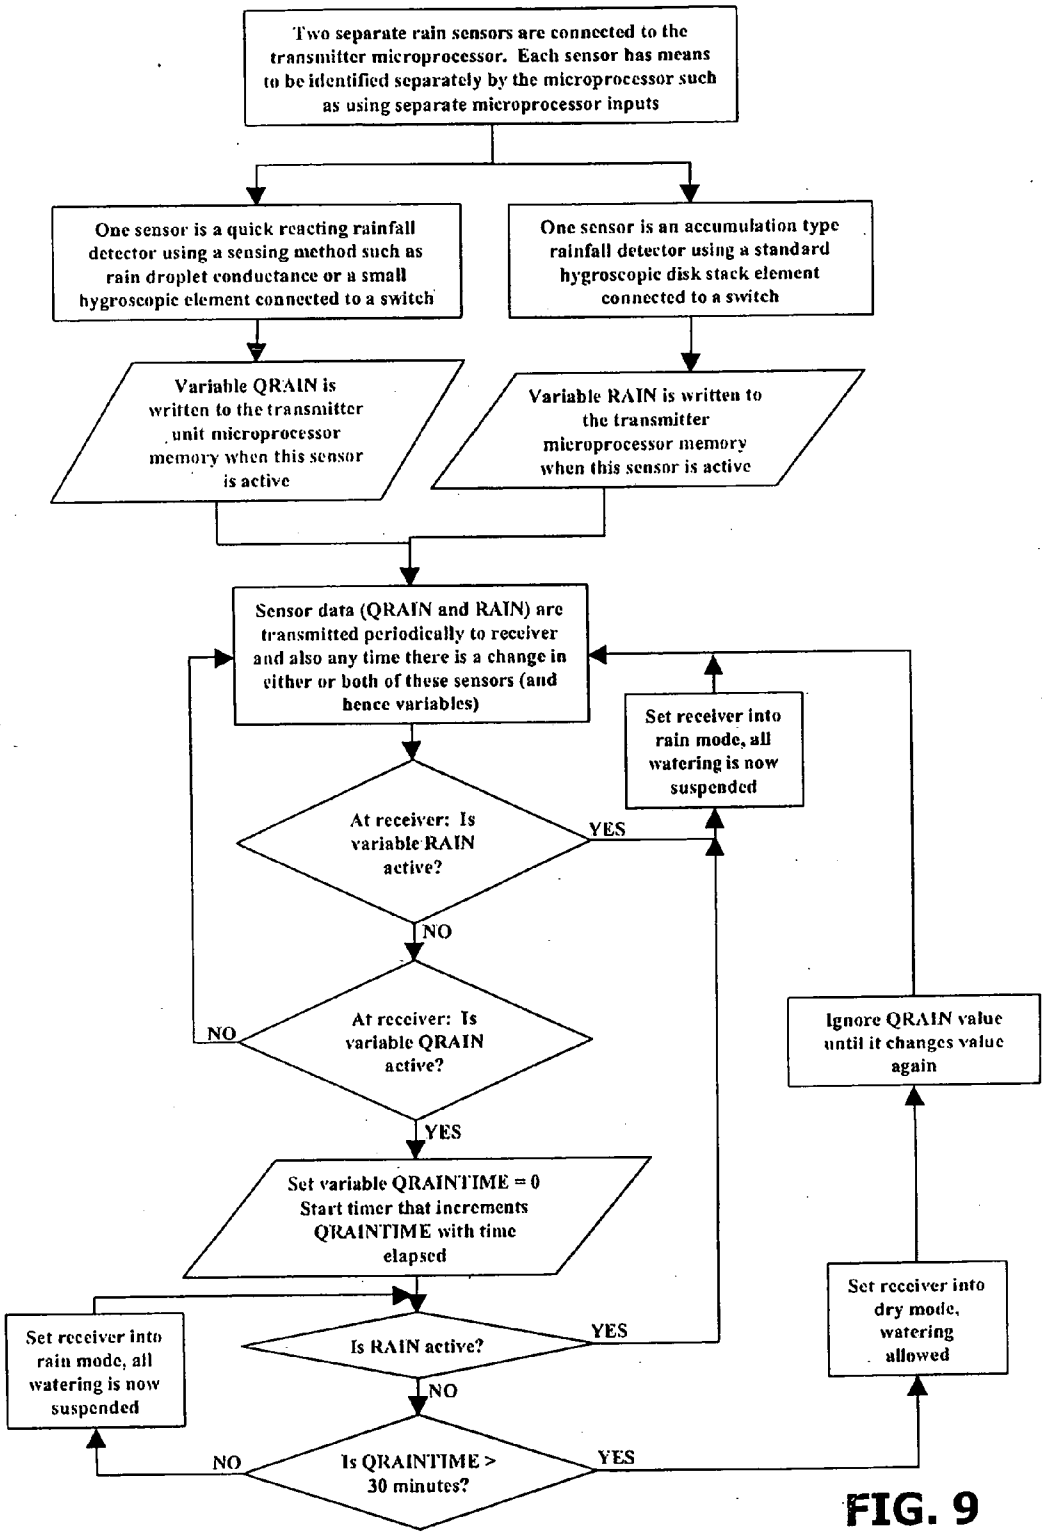 Two separate rain sensors are connected to the
transmitter microprocessor. Each sensor has means
to be identified separately by the microprocessor such
as using separate microprocessor inputs
One sensor is a quick reacting rainfall
detector using a sensing method such as
rain droplet conductance or a small
hygroscopic element connected to a switch
One sensor is an accumulation type
rainfall detector using a standard
hygroscopic disk stack element
connected to a switch
Variable QRAIN is
written to the transmitter
unit microprocessor
memory when this sensor
is active
Variable RAIN is written to
the transmitter
microprocessor memory
when this sensor is active
Sensor data (QRAIN and RAIN) are
transmitted periodically to receiver
and also any time there is a change in
either or both of these sensors (and
hence variables)
Set receiver into
rain mode, all
watering is now
suspended
At receiver: Is
variable RAIN
active?
YES
NO
At receiver: Is
variable QRAIN
active?
NO
YES
Ignore QRAIN value
until it changes value
again
Set variable QRAINTIME = 0
Start timer that increments
QRAINTIME with time
elapsed
Set receiver into
dry mode,
watering
allowed
Set receiver into
rain mode, all
watering is now
suspended
Is RAIN active?
YES
NO
Is QRAINTIME >
30 minutes?
NO
YES
FIG. 9